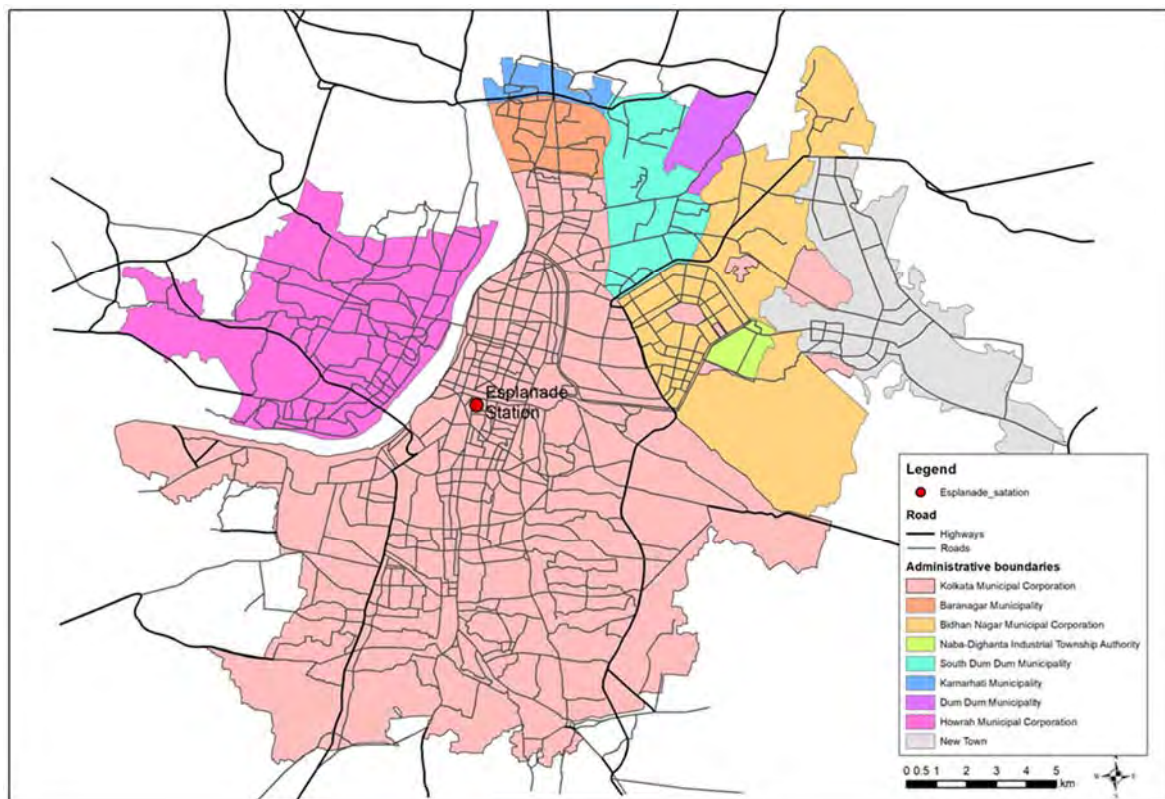 Esplanade
Station
Legend
Esplanade_satation
Road
Highways
Roads
Administrative boundaries
Kolkata Municipal Corporation
Baranagar Municipality
Bidhan Nagar Municipal Corporation
Naba-Dighanta Industrial Township Authority
South Dum Dum Municipality
Kamarhati Municipality
Dum Dum Municipality
Howrah Municipal Corporation
New Town
0 0.5 1 2 3 4 5
km
N
W E
S